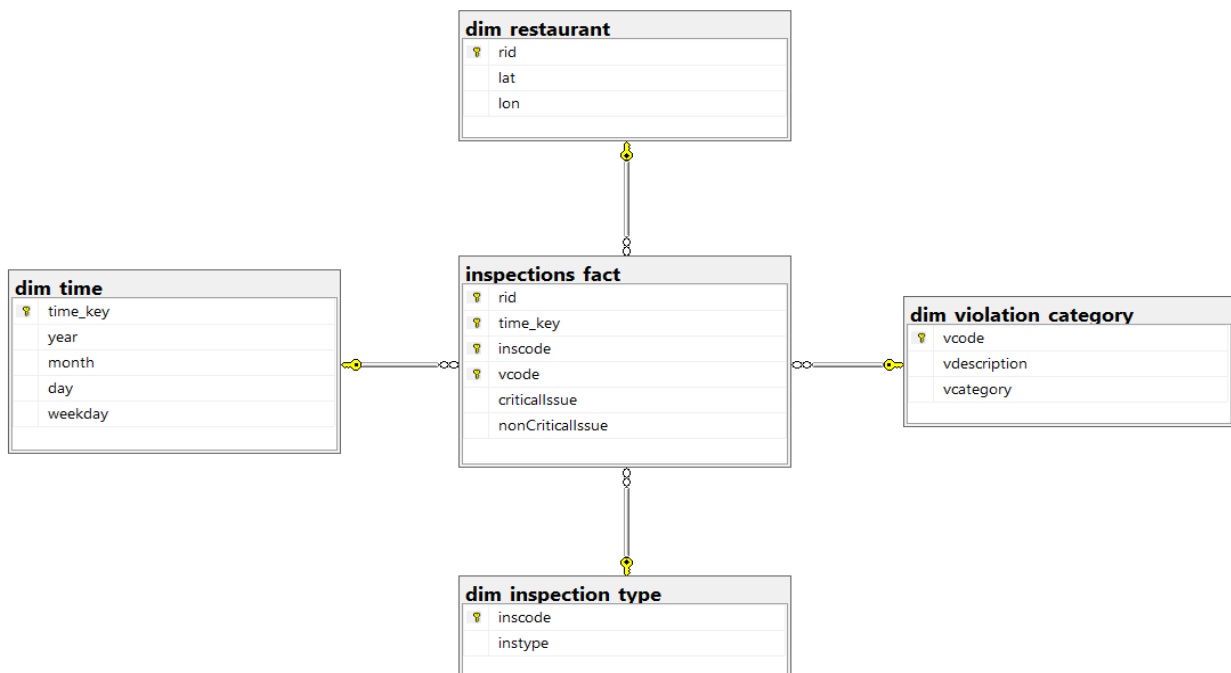 dim_restaurant
rid
lat
lon
dim_time
time_key
year
month
day
weekday
inspections_fact
rid
time_key
inscode
vcode
criticalIssue
nonCriticalIssue
dim_violation_category
vcode
vdescription
vcategory
dim_inspection_type
inscode
instype